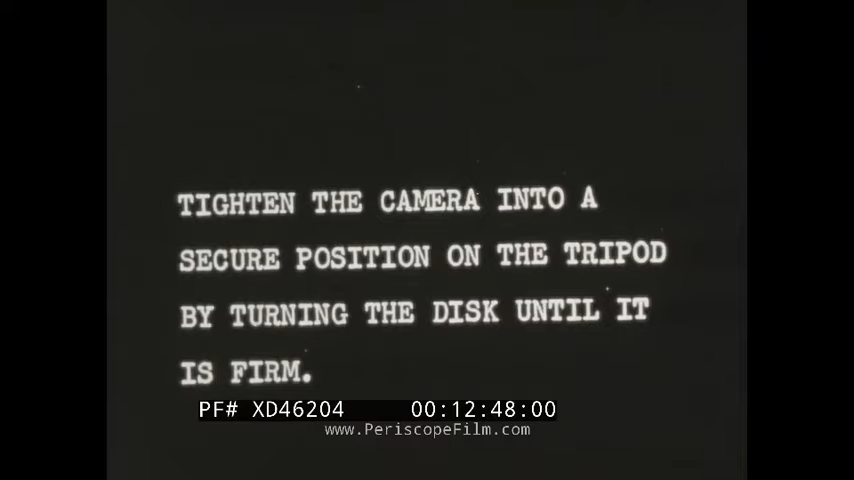 TIGHTEN THE CAMERA INTO A
SECURE POSITION ON THE TRIPOD
BY TURNING THE DISK UNTIL IT
IS FIRM.
PF# XD46204 00:12:48:00
www.PeriscopeFilm.com